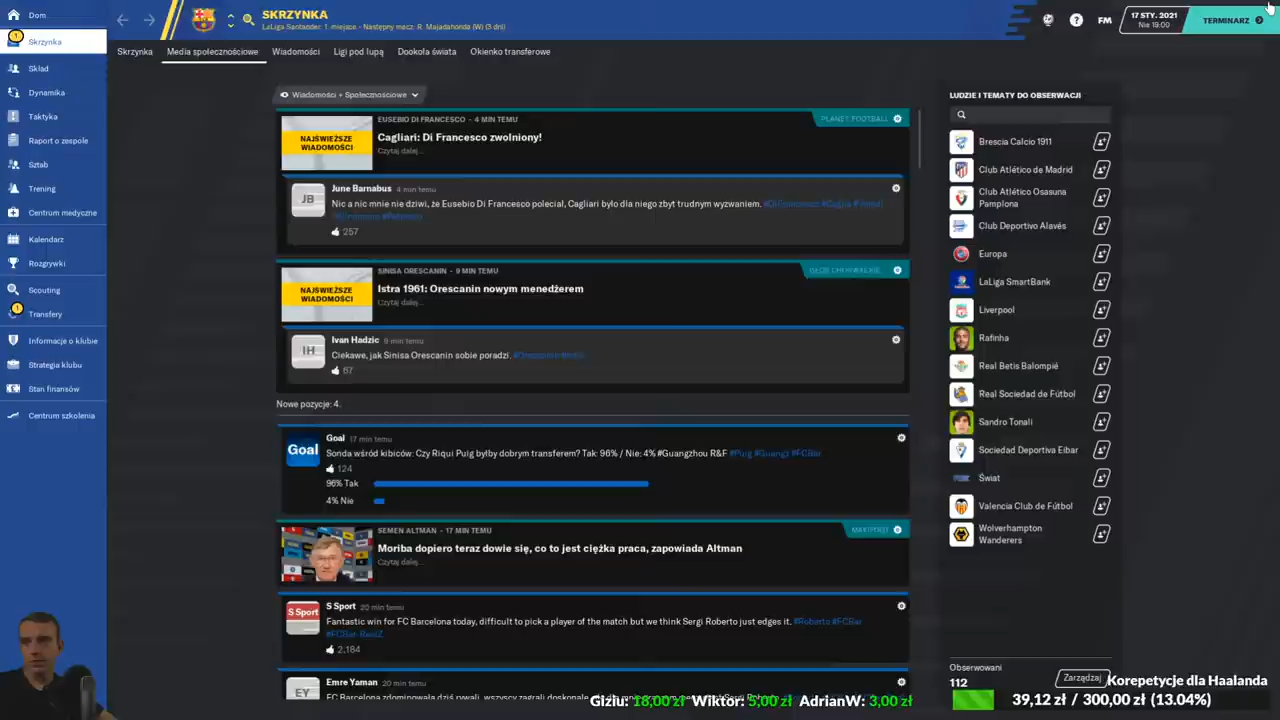 Dom
SKRZYNKA
LaLiga Santander: 1. miejsce - Następny mecz: R. Majadahonda (W) (3 dni)
FM
17 STY. 2021
Nie 19:00
TERMINARZ
1
Skrzynka
Skład
Dynamika
Taktyka
Raport o zespole
Sztab
Trening
Centrum medyczne
Kalendarz
Rozgrywki
Scouting
1
Transfery
Informacje o klubie
Strategia klubu
Stan finansów
Centrum szkolenia
Skrzynka Media społecznościowe Wiadomości Ligi pod lupą Dookoła świata Okienko transferowe
Wiadomości + Społecznościowe
NAJŚWIEŻSZE
WIADOMOŚCI
EUSEBIO DI FRANCESCO - 4 MIN TEMU
PLANET FOOTBALL
Cagliari: Di Francesco zwolniony!
Czytaj dalej...
JB
June Barnabus 4 min temu
Nic a nic mnie nie dziwi, że Eusebio Di Francesco poleciał, Cagliari było dla niego zbyt trudnym wyzwaniem. #DiFrancesco
257
NAJŚWIEŻSZE
WIADOMOŚCI
SINISA ORESCANIN - 9 MIN TEMU
Istra 1961: Orescanin nowym menedżerem
Czytaj dalej...
IH
Ivan Hadzic 9 min temu
Ciekawe, jak Sinisa Orescanin sobie poradzi.
67
Nowe pozycje: 4.
Goal
Goal 17 min temu
Sonda wśród kibiców: Czy Riqui Puig byłby dobrym transferem? Tak: 96% / Nie: 4% #Guangzhou R&F #Puig #Guangz #FCBar
124
96% Tak
4% Nie
SEMEN ALTMAN - 17 MIN TEMU
Moriba dopiero teraz dowie się, co to jest ciężka praca, zapowiada Altman
Czytaj dalej...
S Sport
S Sport 20 min temu
Fantastic win for FC Barcelona today, difficult to pick a player of the match but we think Sergi Roberto just edges it. #Roberto #FCBar
2,184
EY
Emre Yaman 20 min temu
LUDZIE I TEMATY DO OBSERWACJI
Brescia Calcio 1911
Club Atlético de Madrid
Club Atlético Osasuna
Pamplona
Club Deportivo Alavés
Europa
LaLiga SmartBank
Liverpool
Rafinha
Real Betis Balompié
Real Sociedad de Fútbol
Sandro Tonali
Sociedad Deportiva Eibar
Świat
Valencia Club de Fútbol
Wolverhampton
Wanderers
Obserwowani
112
Zarządzaj
Korepetycje dla Haalanda
39,12 zł / 300,00 zł (13.04%)
Giziu: 18,00 zł Wiktor: 5,00 zł AdrianW: 3,00 zł